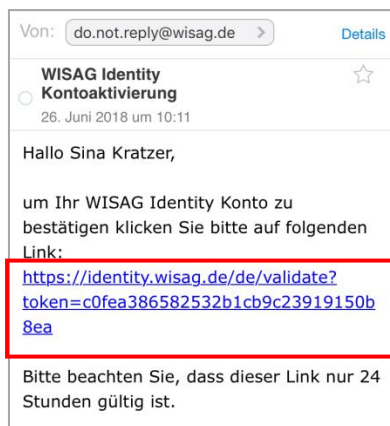 Von: do.not.reply@wisag.de > Details
WISAG Identity
Kontoaktivierung
26. Juni 2018 um 10:11
Hallo Sina Kratzer,
um Ihr WISAG Identity Konto zu
bestätigen klicken Sie bitte auf folgenden
Link:
https://identity.wisag.de/de/validate?
token=c0fea386582532b1cb9c23919150b
8ea
Bitte beachten Sie, dass dieser Link nur 24
Stunden gültig ist.